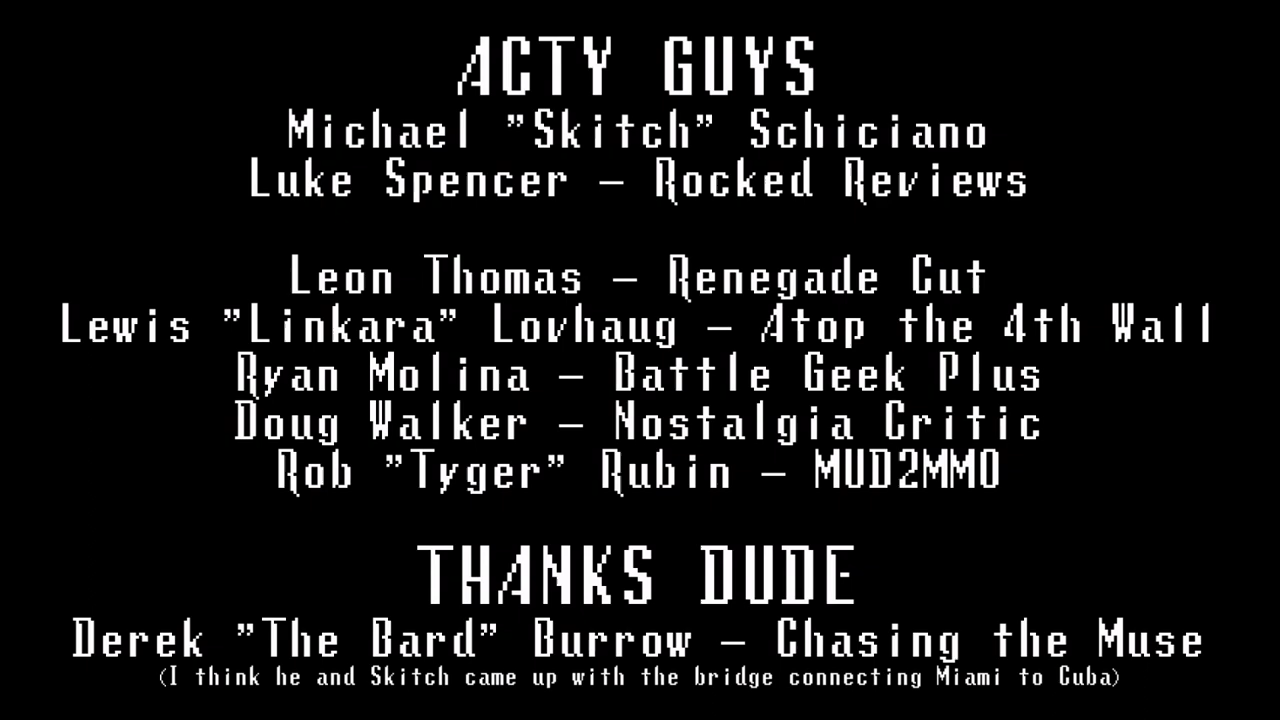 ACTY GUYS
Michael "Skitch" Schiciano
Luke Spencer – Rocked Reviews
Leon Thomas – Renegade Cut
Lewis "Linkara" Lovhaug – Atop the 4th Wall
Ryan Molina – Battle Geek Plus
Doug Walker – Nostalgia Critic
Rob "Tyger" Rubin – MUD2MMO
THANKS DUDE
Derek "The Bard" Burrow – Chasing the Muse
(I think he and Skitch came up with the bridge connecting Miami to Cuba)